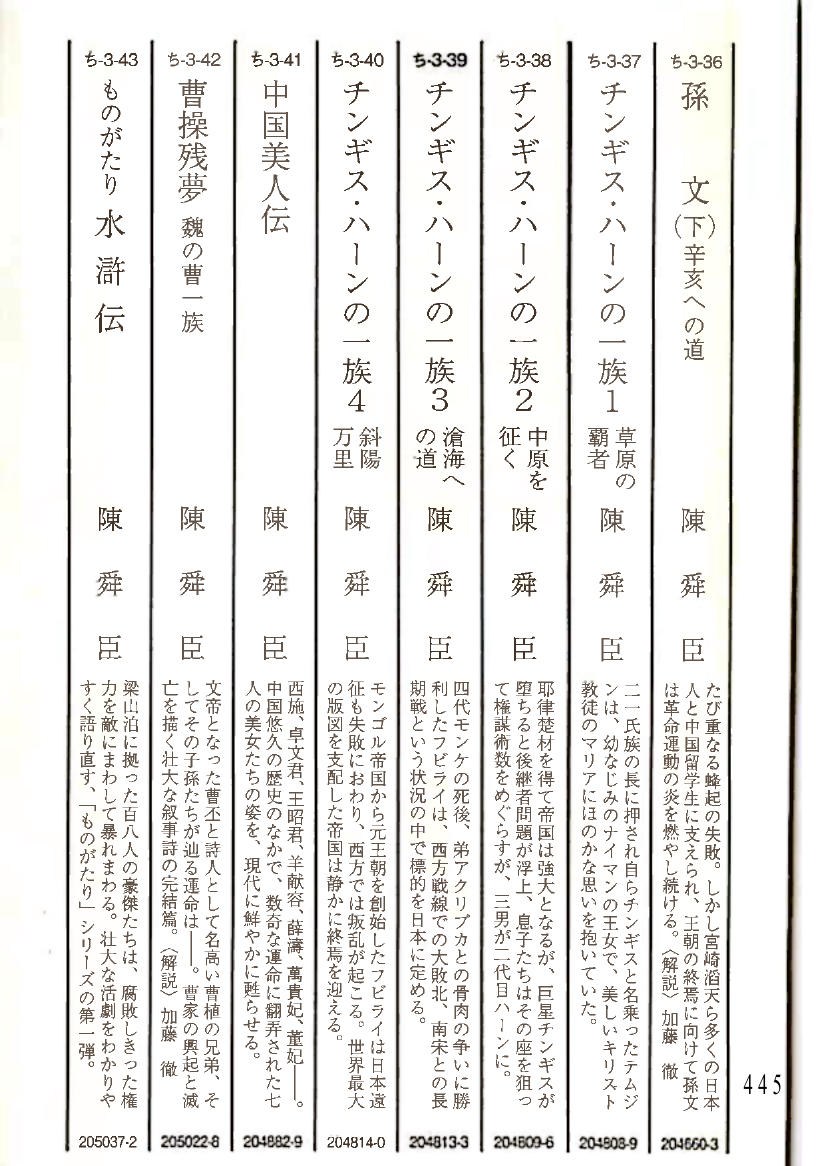 ち-3-36
孫 文(下)辛亥への道
陳 舜 臣
たび重なる蜂起の失敗。しかし宮崎滔天ら多くの日本
人と中国留学生に支えられ、王朝の終焉に向けて孫文
は革命運動の炎を燃やし続ける。〈解説〉加藤 徹
204660-3
ち-3-37
チンギス・ハーンの一族1
草原の
覇者
陳 舜 臣
二一氏族の長に押され自らチンギスと名乗ったテムジ
ンは、幼なじみのナイマンの王女で、美しいキリスト
教徒のマリアにほのかな思いを抱いていた。
204808-9
ち-3-38
チンギス・ハーンの一族2
中原を
征く
陳 舜 臣
耶律楚材を得て帝国は強大となるが、巨星チンギスが
堕ちると後継者問題が浮上、息子たちはその座を狙っ
て権謀術数をめぐらすが、三男が二代目ハーンに。
204809-6
ち-3-39
チンギス・ハーンの一族3
滄海へ
の道
陳 舜 臣
四代モンケの死後、弟アリクブカとの骨肉の争いに勝
利したフビライは、西方戦線での大敗北、南宋との長
期戦という状況の中で標的を日本に定める。
204813-3
ち-3-40
チンギス・ハーンの一族4
斜陽
万里
陳 舜 臣
モンゴル帝国から元王朝を創始したフビライは日本遠
征も失敗におわり、西方では叛乱が起こる。世界最大
の版図を支配した帝国は静かに終焉を迎える。
204814-0
ち-3-41
中国美人伝
陳 舜 臣
西施、卓文君、王昭君、羊献容、薛濤、萬貴妃、董妃――。
中国悠久の歴史のなかで、数奇な運命に翻弄された七
人の美女たちの姿を、現代に鮮やかに甦らせる。
204882-9
ち-3-42
曹操残夢 魏の曹一族
陳 舜 臣
文帝となった曹丕と詩人として名高い曹植の兄弟、そ
してその子孫たちが辿る運命は――。曹家の興起と滅
亡を描く壮大な叙事詩の完結篇。〈解説〉加藤 徹
205022-8
ち-3-43
ものがたり 水滸伝
陳 舜 臣
梁山泊に拠った百八人の豪傑たちは、腐敗しきった権
力を敵にまわして暴れまわる。壮大な活劇をわかりや
すく語り直す、「ものがたり」シリーズの第一弾。
205037-2
445